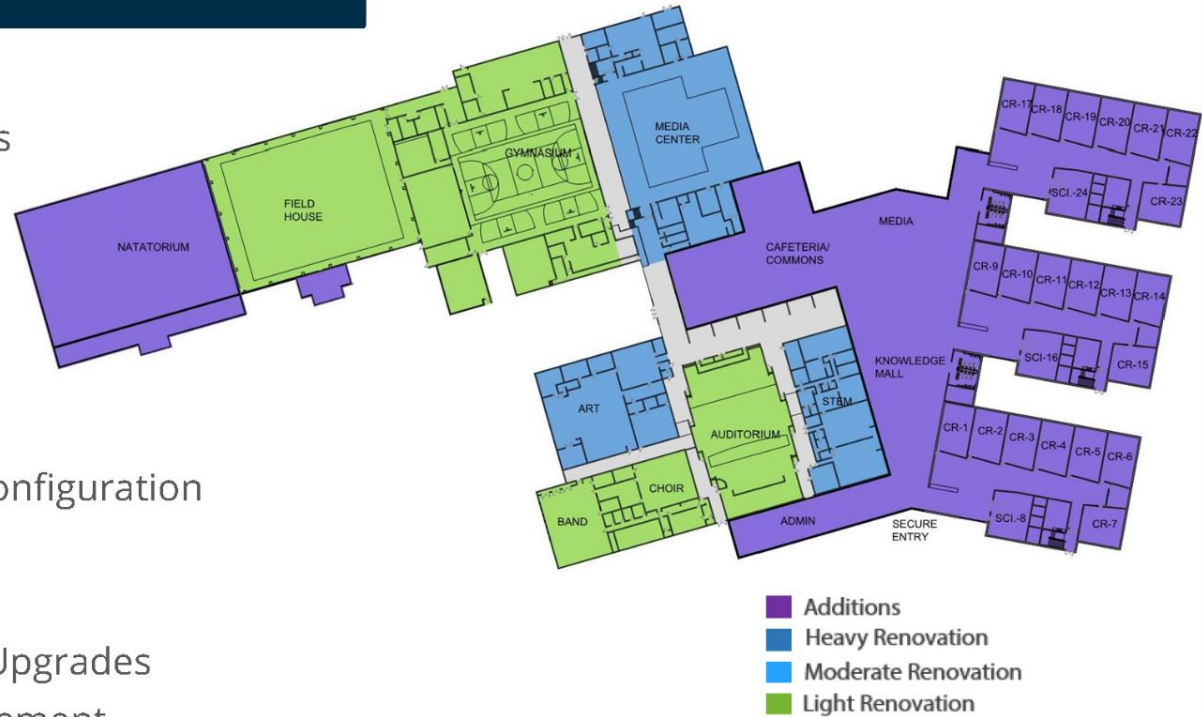 s
onfiguration
Upgrades
ement
NATATORIUM
FIELD
HOUSE
GYMNASIUM
MEDIA
CENTER
CAFETERIA/
COMMONS
MEDIA
KNOWLEDGE
MALL
ART
AUDITORIUM
STEM
CHOIR
BAND
ADMIN
SECURE
ENTRY
CR-17
CR-18
CR-19
CR-20
CR-21
CR-22
SCI.-24
CR-23
CR-9
CR-10
CR-11
CR-12
CR-13
CR-14
SCI-16
CR-15
CR-1
CR-2
CR-3
CR-4
CR-5
CR-6
SCI.-8
CR-7
Additions
Heavy Renovation
Moderate Renovation
Light Renovation